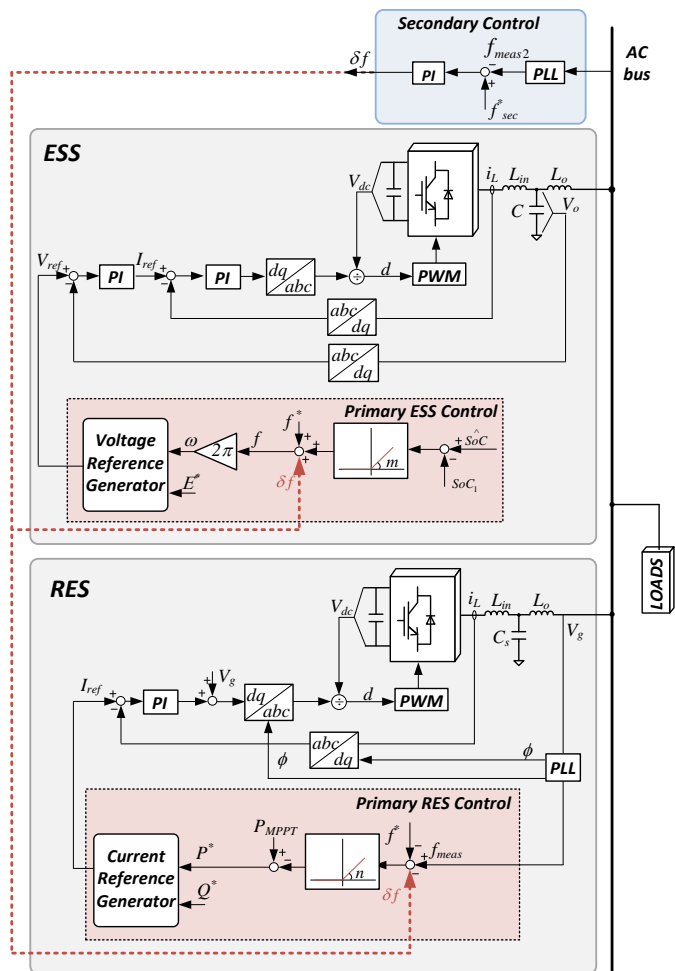 Secondary Control
δf
f_meas2
PI
PLL
AC
bus
f*_sec
ESS
V_dc
i_L
L_in
L_o
C
V_o
V_ref
+
−
PI
I_ref
+
−
PI
dq
abc
÷
d
PWM
abc
dq
abc
dq
Primary ESS Control
Voltage
Reference
Generator
ω
2π
f
f*
+
+
+
m
+
SoĈ
−
SoC₁
E*
δf
−
+
RES
LOADS
V_dc
i_L
L_in
L_o
C_s
V_g
I_ref
+
−
PI
+
+
V_g
dq
abc
÷
d
PWM
ϕ
abc
dq
ϕ
PLL
Primary RES Control
Current
Reference
Generator
P*
P_MPPT
+
−
n
f*
−
+
−
f_meas
Q*
δf